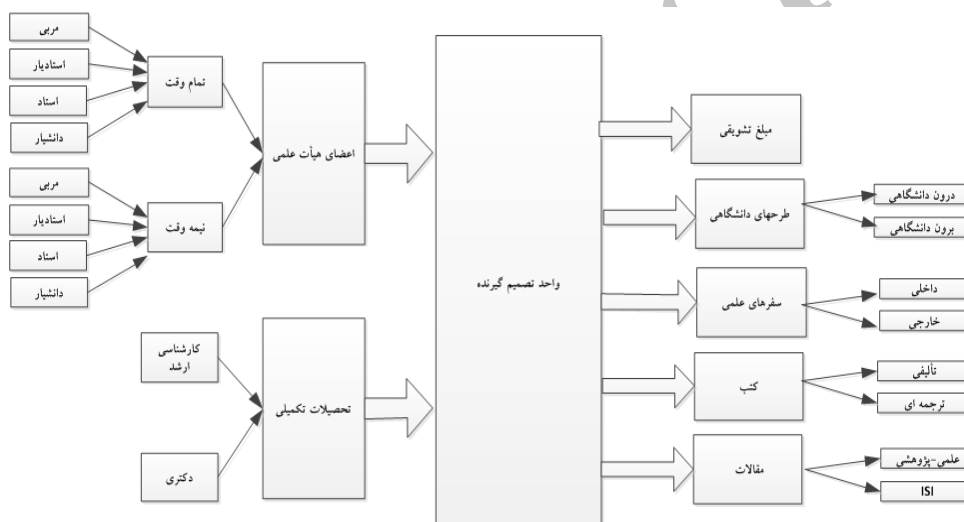 مربی
استادیار
استاد
دانشیار
تمام وقت
مربی
استادیار
استاد
دانشیار
نیمه وقت
اعضای هیأت علمی
کارشناسی
ارشد
دکتری
تحصیلات تکمیلی
واحد تصمیم گیرنده
مبلغ تشویقی
طرحهای دانشگاهی
درون دانشگاهی
برون دانشگاهی
سفرهای علمی
داخلی
خارجی
کتب
تألیفی
ترجمه ای
مقالات
علمی-پژوهشی
ISI